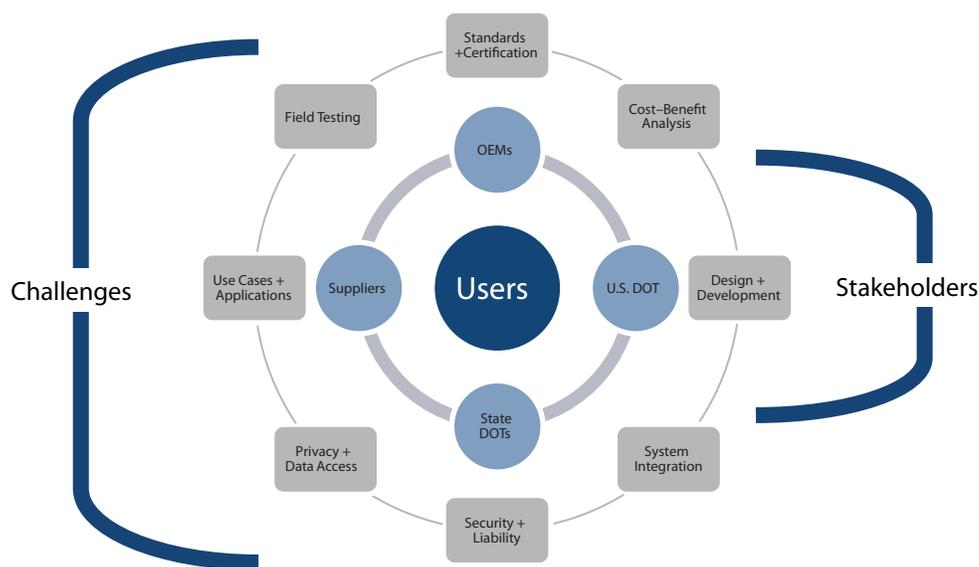 Standards
+Certification
Field Testing
Cost–Benefit
Analysis
OEMs
Challenges
Use Cases +
Applications
Suppliers
Users
U.S. DOT
Design +
Development
Stakeholders
State
DOTs
Privacy +
Data Access
System
Integration
Security +
Liability